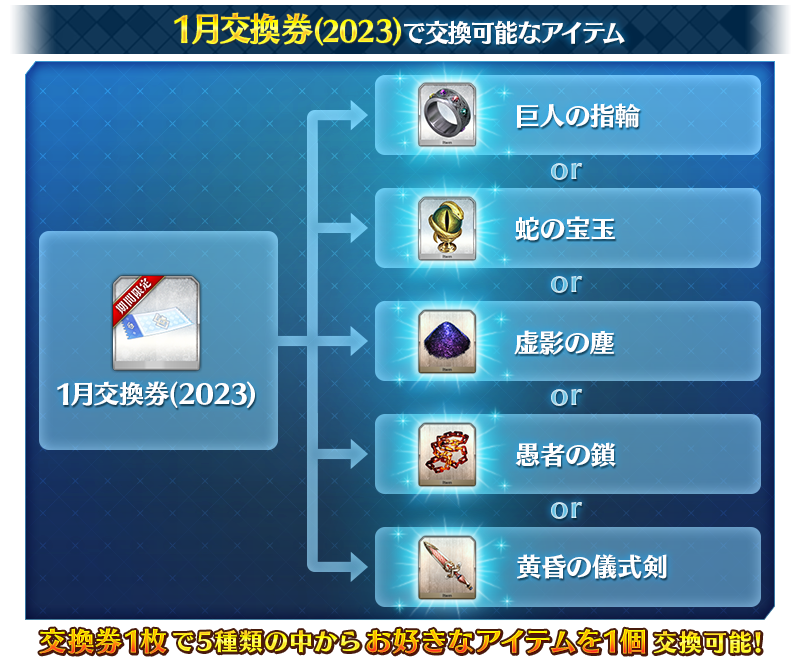 1月交換券(2023)で交換可能なアイテム
巨人の指輪
or
蛇の宝玉
or
期間限定
虚影の塵
1月交換券(2023)
or
愚者の鎖
or
黄昏の儀式剣
交換券1枚で5種類の中からお好きなアイテムを1個交換可能!